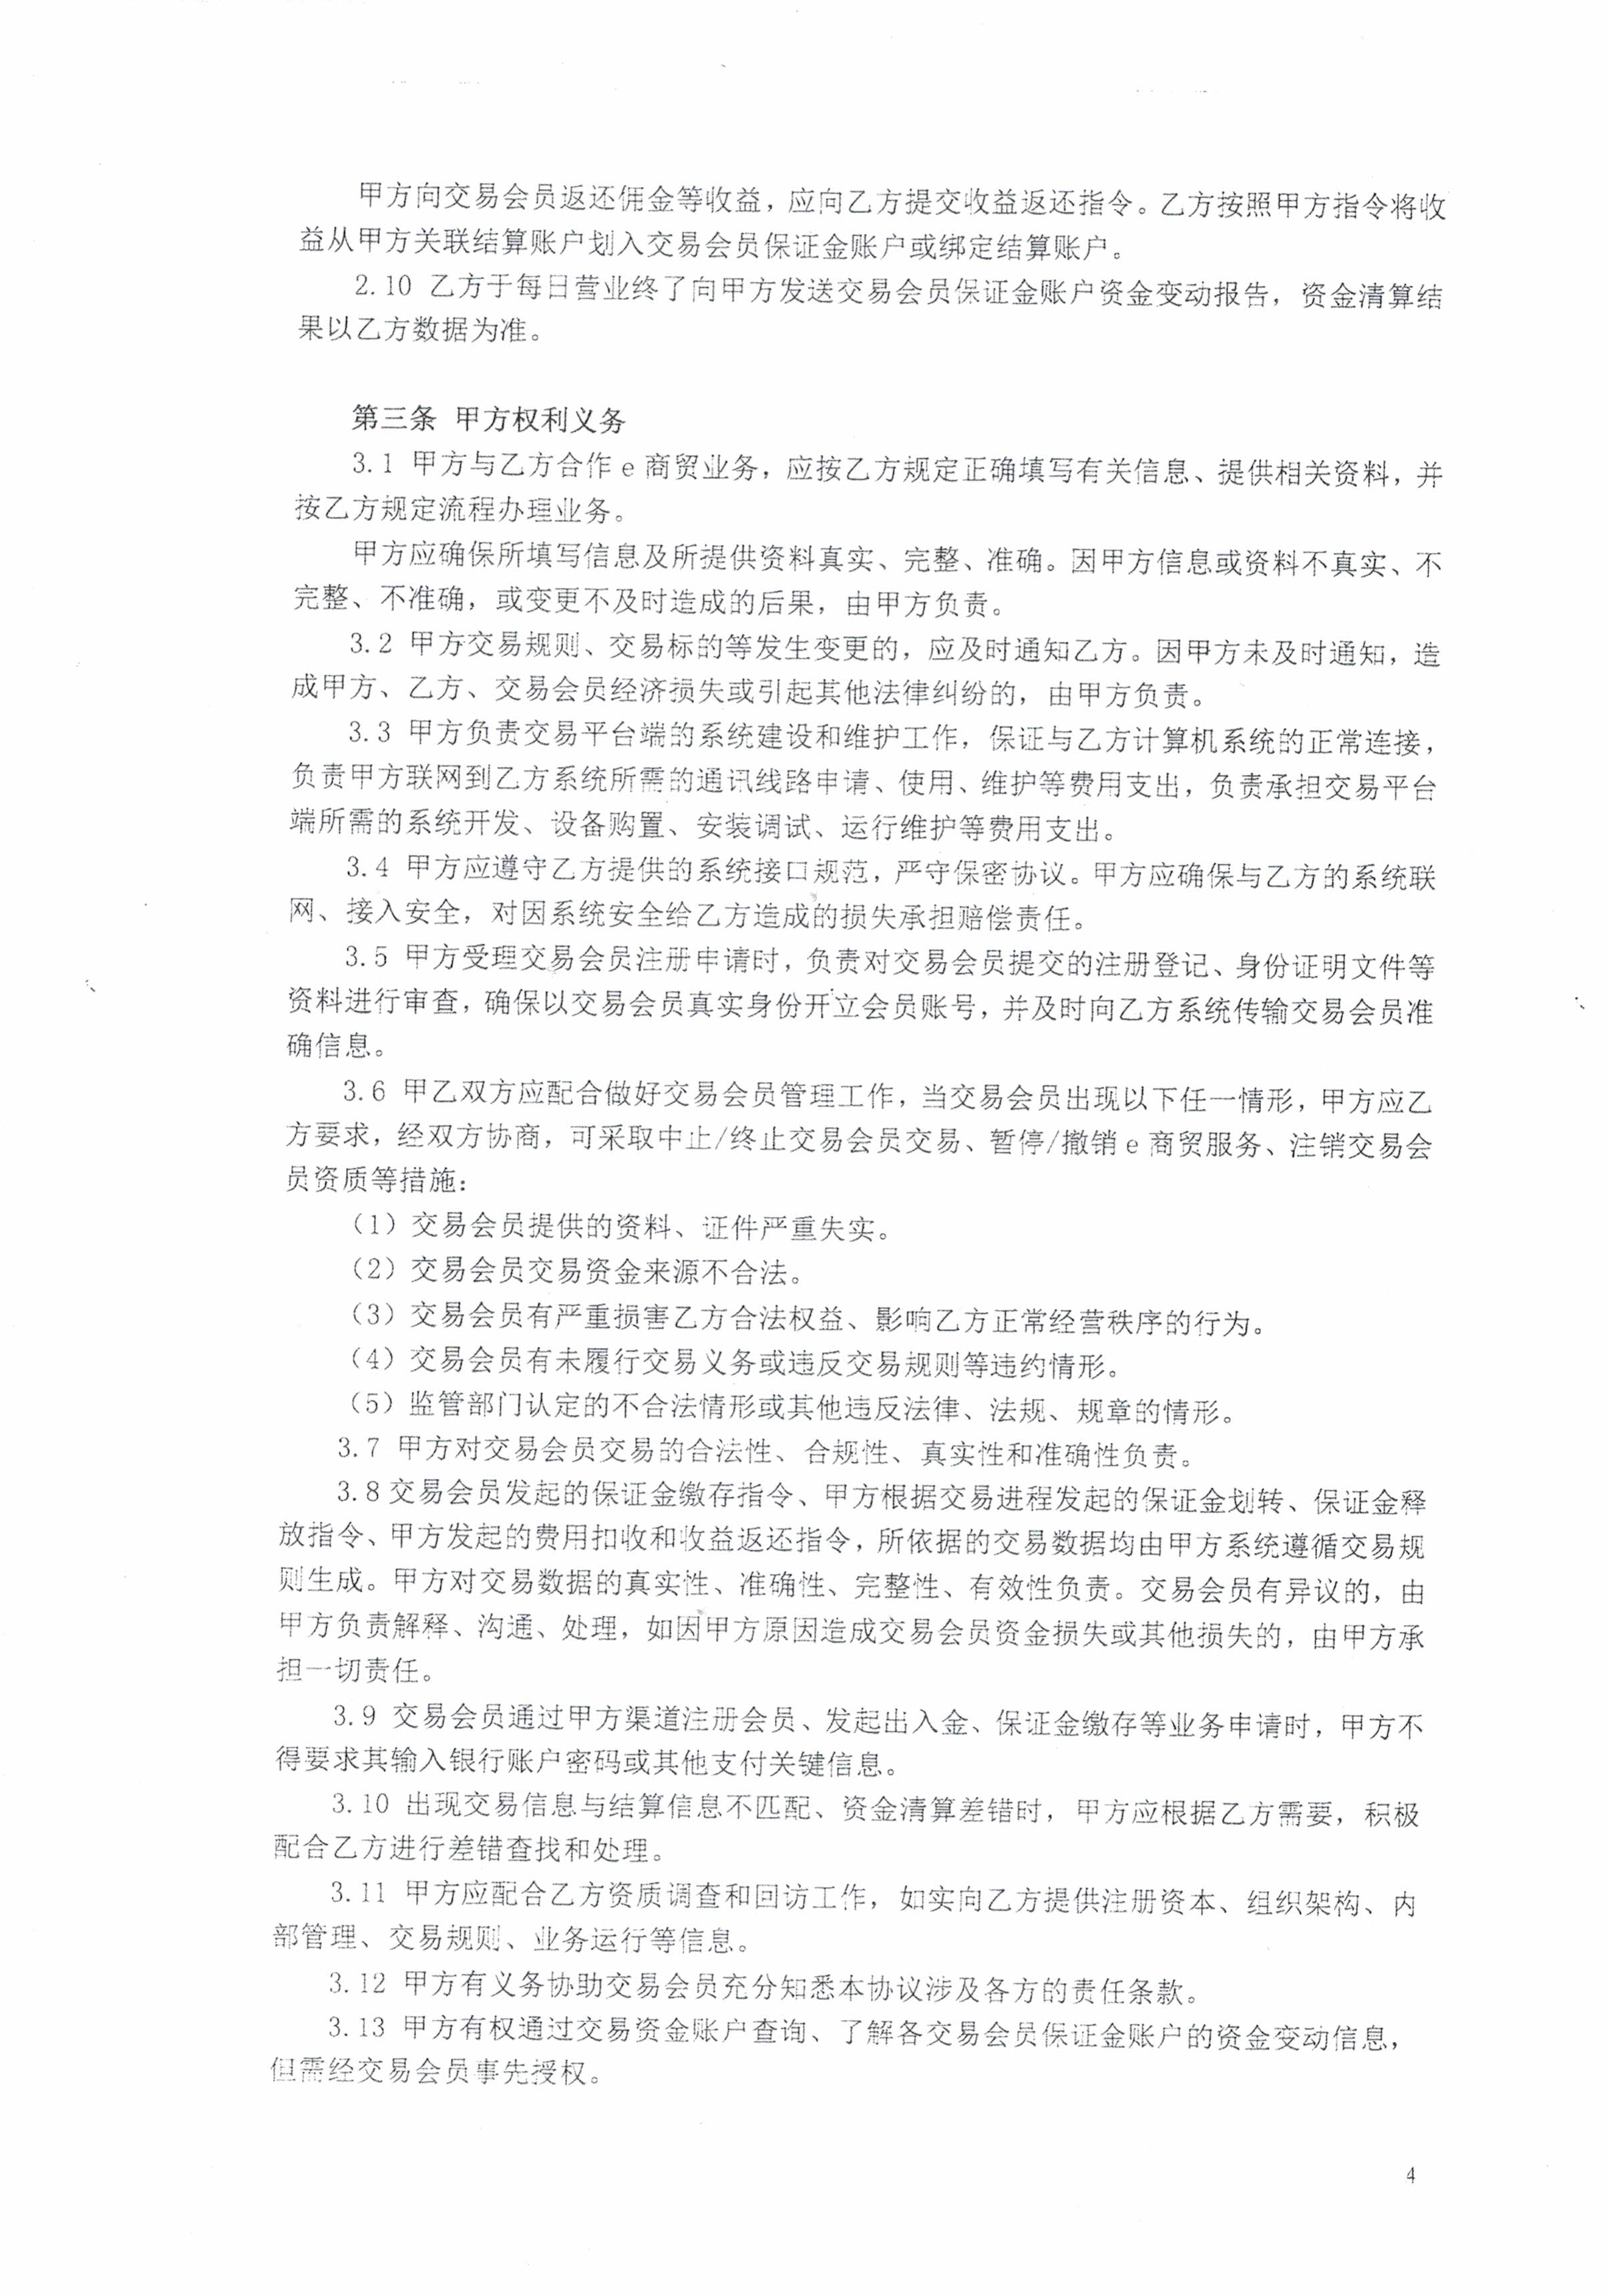 甲方向交易会员返还佣金等收益，应向乙方提交收益返还指令。乙方按照甲方指令将收
益从甲方关联结算账户划入交易会员保证金账户或绑定结算账户。
2.10 乙方于每日营业终了向甲方发送交易会员保证金账户资金变动报告，资金清算结
果以乙方数据为准。
第三条 甲方权利义务
3.1 甲方与乙方合作 e 商贸业务，应按乙方规定正确填写有关信息、提供相关资料，并
按乙方规定流程办理业务。
甲方应确保所填写信息及所提供资料真实、完整、准确。因甲方信息或资料不真实、不
完整、不准确，或变更不及时造成的后果，由甲方负责。
3.2 甲方交易规则、交易标的等发生变更的，应及时通知乙方。因甲方未及时通知，造
成甲方、乙方、交易会员经济损失或引起其他法律纠纷的，由甲方负责。
3.3 甲方负责交易平台端的系统建设和维护工作，保证与乙方计算机系统的正常连接，
负责甲方联网到乙方系统所需的通讯线路申请、使用、维护等费用支出，负责承担交易平台
端所需的系统开发、设备购置、安装调试、运行维护等费用支出。
3.4 甲方应遵守乙方提供的系统接口规范，严守保密协议。甲方应确保与乙方的系统联
网、接入安全，对因系统安全给乙方造成的损失承担赔偿责任。
3.5 甲方受理交易会员注册申请时，负责对交易会员提交的注册登记、身份证明文件等
资料进行审查，确保以交易会员真实身份开立会员账号，并及时向乙方系统传输交易会员准
确信息。
3.6 甲乙双方应配合做好交易会员管理工作，当交易会员出现以下任一情形，甲方应乙
方要求，经双方协商，可采取中止/终止交易会员交易、暂停/撤销 e 商贸服务、注销交易会
员资质等措施：
（1）交易会员提供的资料、证件严重失实。
（2）交易会员交易资金来源不合法。
（3）交易会员有严重损害乙方合法权益、影响乙方正常经营秩序的行为。
（4）交易会员有未履行交易义务或违反交易规则等违约情形。
（5）监管部门认定的不合法情形或其他违反法律、法规、规章的情形。
3.7 甲方对交易会员交易的合法性、合规性、真实性和准确性负责。
3.8 交易会员发起的保证金缴存指令、甲方根据交易进程发起的保证金划转、保证金释
放指令、甲方发起的费用扣收和收益返还指令，所依据的交易数据均由甲方系统遵循交易规
则生成。甲方对交易数据的真实性、准确性、完整性、有效性负责。交易会员有异议的，由
甲方负责解释、沟通、处理，如因甲方原因造成交易会员资金损失或其他损失的，由甲方承
担一切责任。
3.9 交易会员通过甲方渠道注册会员、发起出入金、保证金缴存等业务申请时，甲方不
得要求其输入银行账户密码或其他支付关键信息。
3.10 出现交易信息与结算信息不匹配、资金清算差错时，甲方应根据乙方需要，积极
配合乙方进行差错查找和处理。
3.11 甲方应配合乙方资质调查和回访工作，如实向乙方提供注册资本、组织架构、内
部管理、交易规则、业务运行等信息。
3.12 甲方有义务协助交易会员充分知悉本协议涉及各方的责任条款。
3.13 甲方有权通过交易资金账户查询、了解各交易会员保证金账户的资金变动信息，
但需经交易会员事先授权。
4